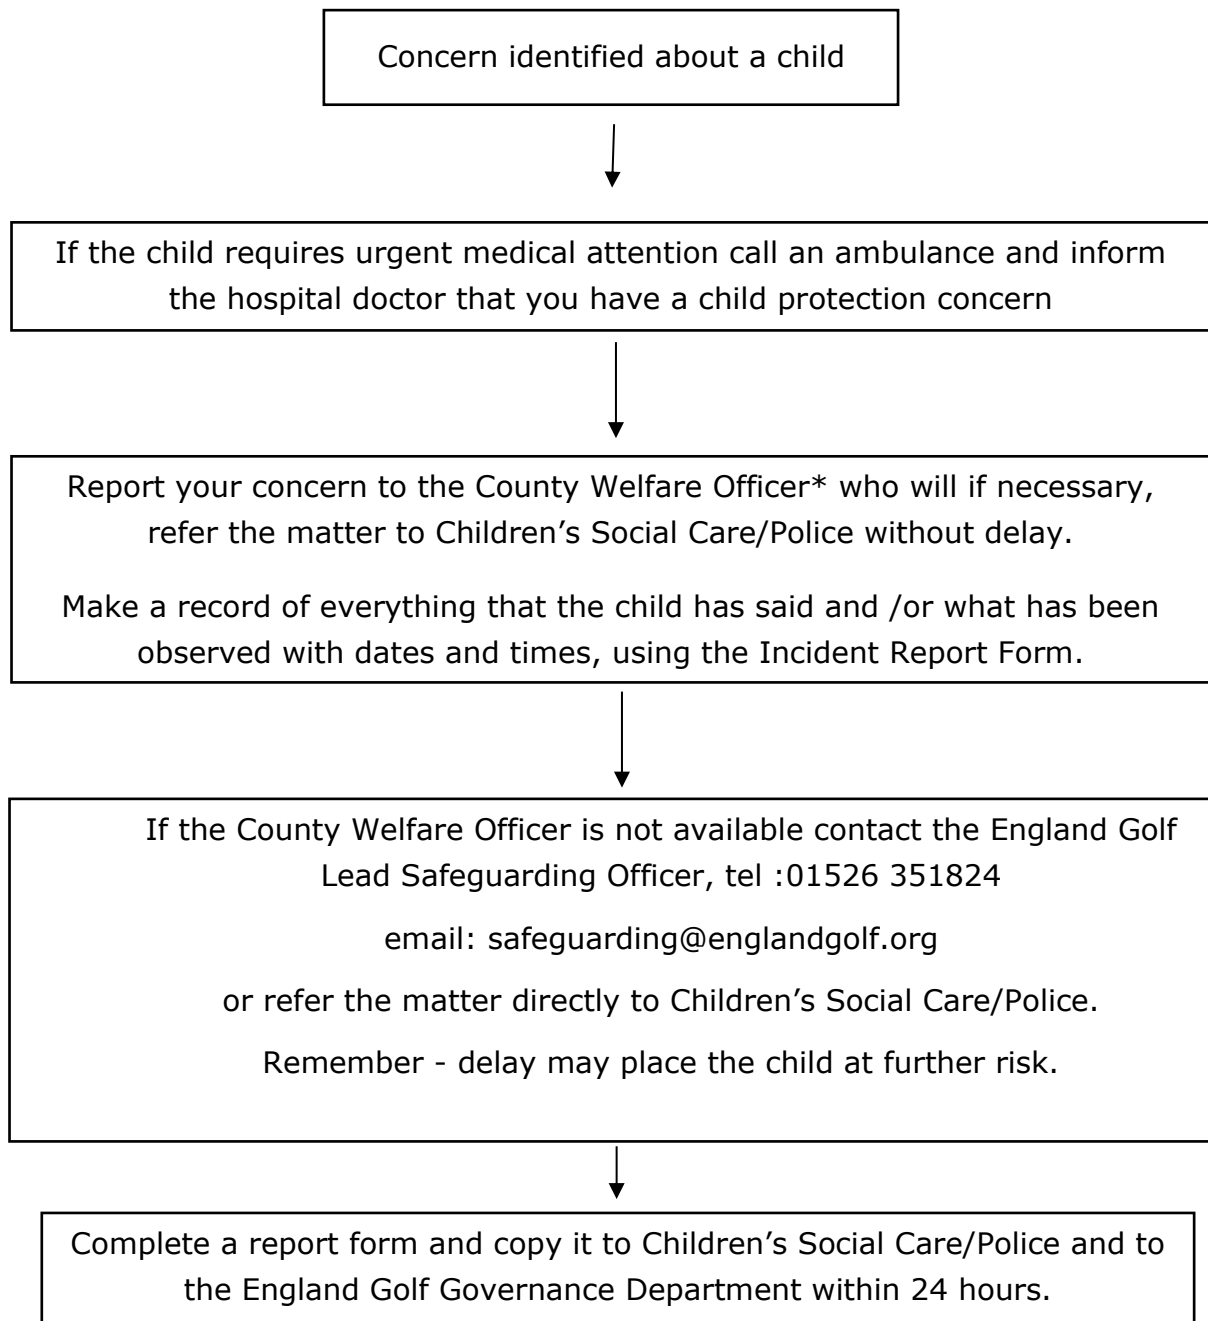 Concern identified about a child
If the child requires urgent medical attention call an ambulance and inform
the hospital doctor that you have a child protection concern
Report your concern to the County Welfare Officer* who will if necessary,
refer the matter to Children’s Social Care/Police without delay.
Make a record of everything that the child has said and /or what has been
observed with dates and times, using the Incident Report Form.
If the County Welfare Officer is not available contact the England Golf
Lead Safeguarding Officer, tel :01526 351824
email: safeguarding@englandgolf.org
or refer the matter directly to Children’s Social Care/Police.
Remember - delay may place the child at further risk.
Complete a report form and copy it to Children’s Social Care/Police and to
the England Golf Governance Department within 24 hours.